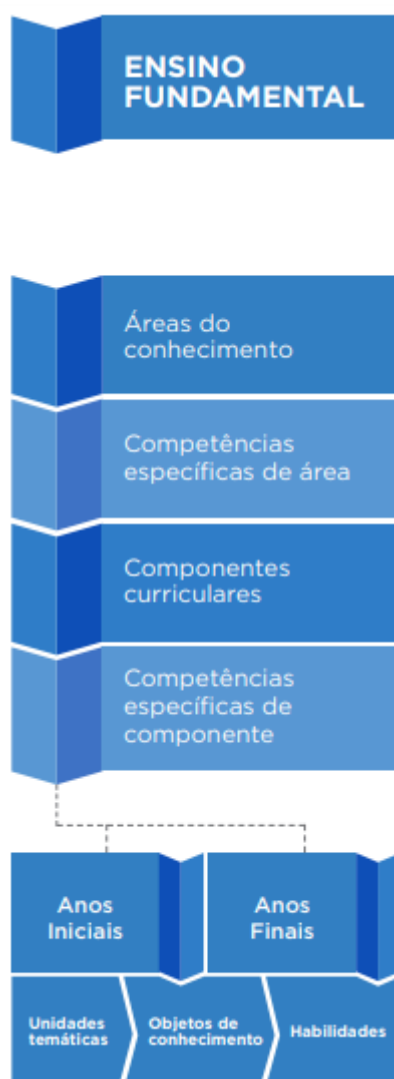 ENSINO
FUNDAMENTAL
Áreas do
conhecimento
Competências
específicas de área
Componentes
curriculares
Competências
específicas de
componente
Anos
Iniciais
Anos
Finais
Unidades
temáticas
Objetos de
conhecimento
Habilidades